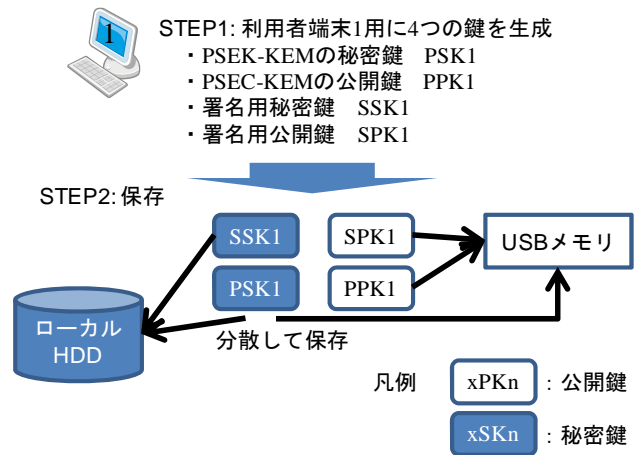 1
STEP1: 利用者端末1用に4つの鍵を生成
・PSEK-KEMの秘密鍵 PSK1
・PSEC-KEMの公開鍵 PPK1
・署名用秘密鍵 SSK1
・署名用公開鍵 SPK1
STEP2: 保存
SSK1 SPK1 USBメモリ
PSK1 PPK1
ローカル
HDD
分散して保存
凡例 xPKn : 公開鍵
xSKn : 秘密鍵